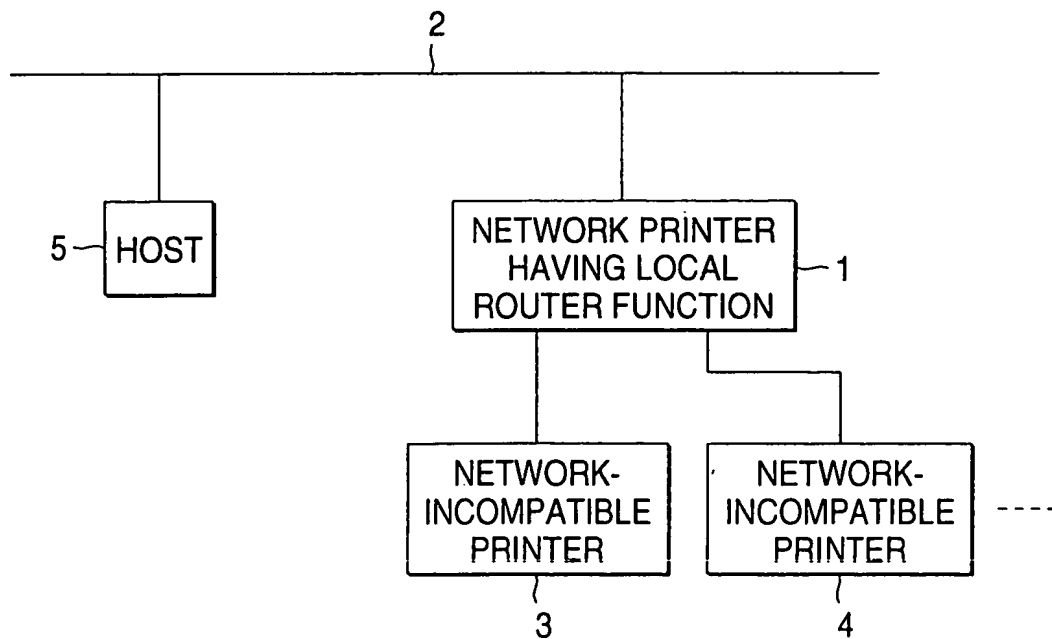 2
5
HOST
NETWORK PRINTER
HAVING LOCAL
ROUTER FUNCTION
1
NETWORK-
INCOMPATIBLE
PRINTER
NETWORK-
INCOMPATIBLE
PRINTER
3
4